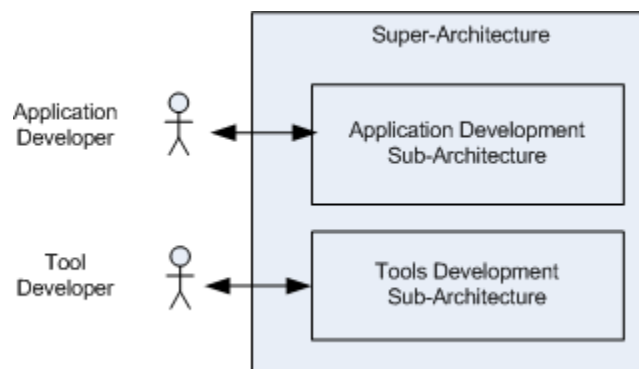 Super-Architecture
Application
Developer
Application Development
Sub-Architecture
Tool
Developer
Tools Development
Sub-Architecture